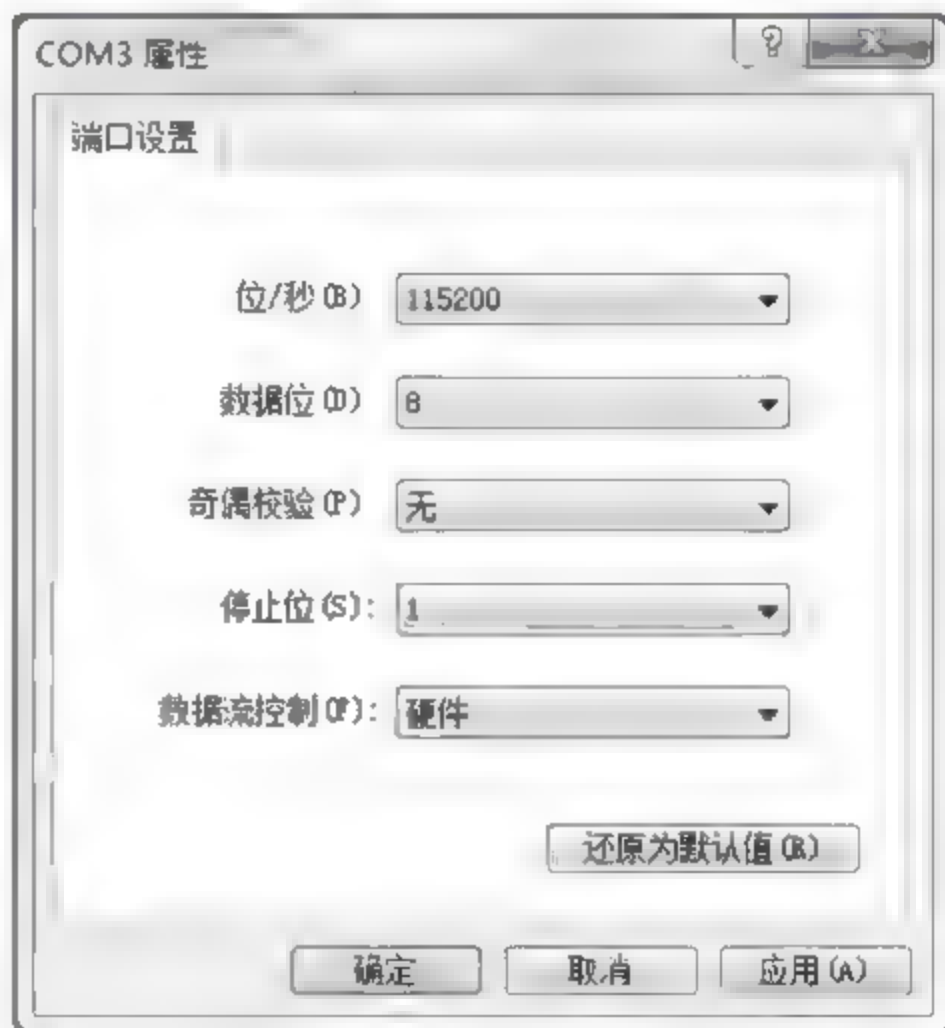 COM3 属性
端口设置
位/秒(B) 115200
数据位(D) 8
奇偶校验(P) 无
停止位(S): 1
数据流控制(F): 硬件
还原为默认值(R)
确定 取消 应用(A)